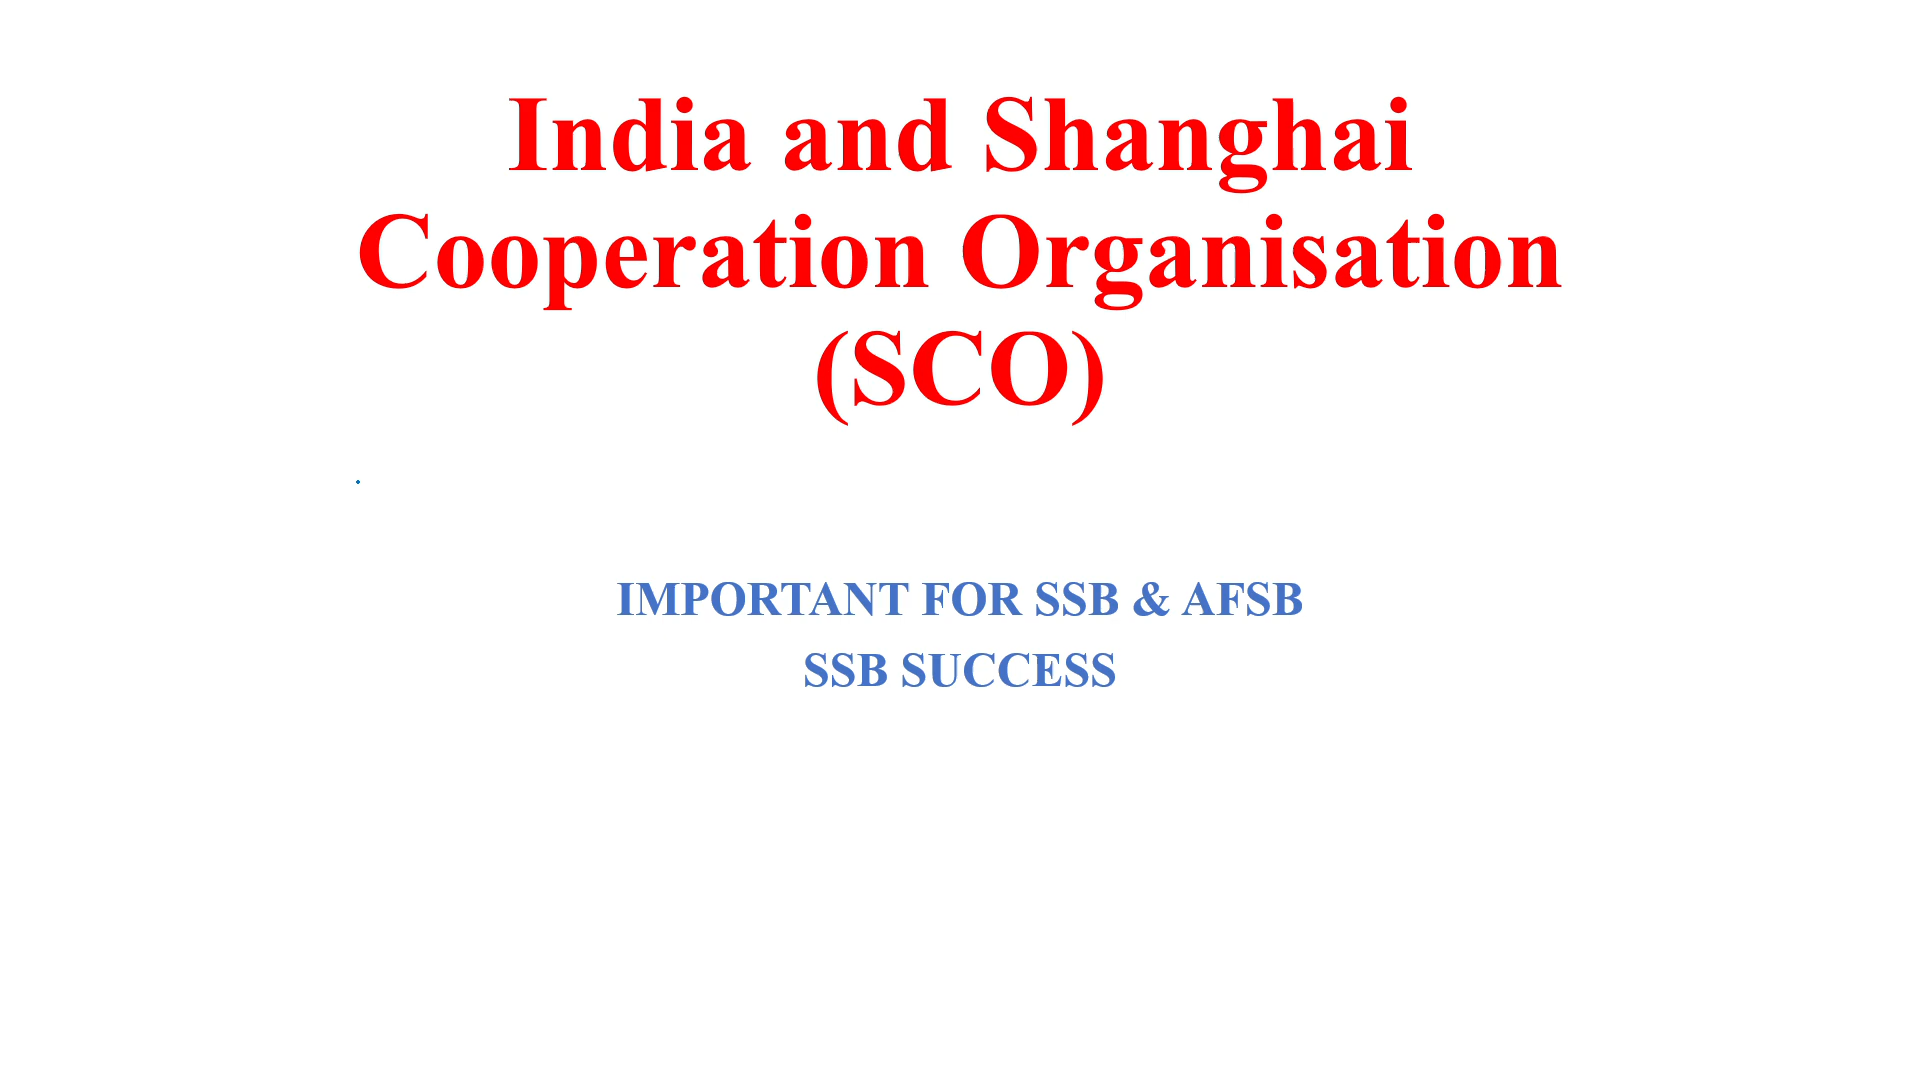 India and Shanghai
Cooperation Organisation
(SCO)
.
IMPORTANT FOR SSB & AFSB
SSB SUCCESS